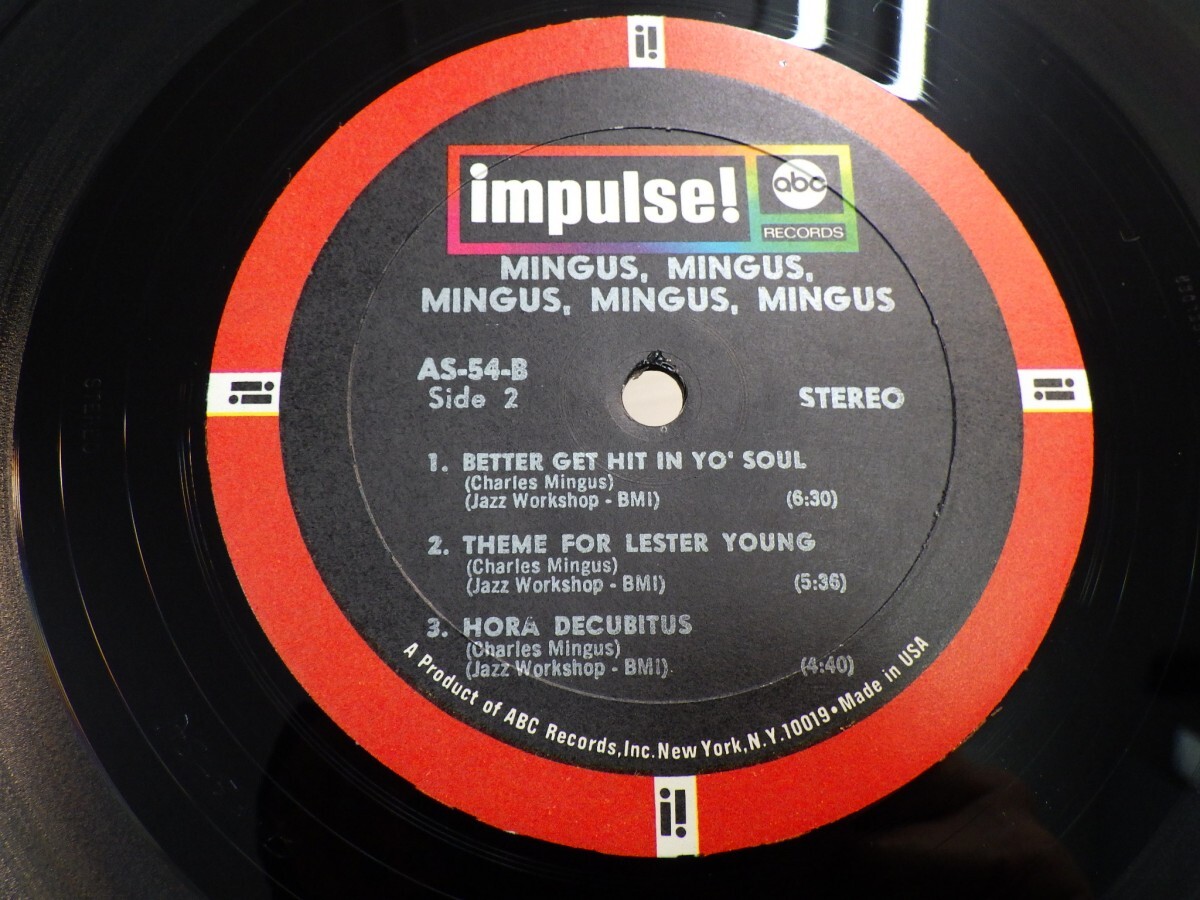 i!
impulse!
abc
RECORDS
MINGUS, MINGUS,
MINGUS, MINGUS, MINGUS
AS-54-B
Side 2
STEREO
i!
i!
1. BETTER GET HIT IN YO' SOUL
(Charles Mingus)
(Jazz Workshop - BMI) (6:30)
2. THEME FOR LESTER YOUNG
(Charles Mingus)
(Jazz Workshop - BMI) (5:36)
3. HORA DECUBITUS
(Charles Mingus)
(Jazz Workshop - BMI) (4:40)
A Product of ABC Records, Inc. New York, N.Y. 10019 • Made in USA
i!